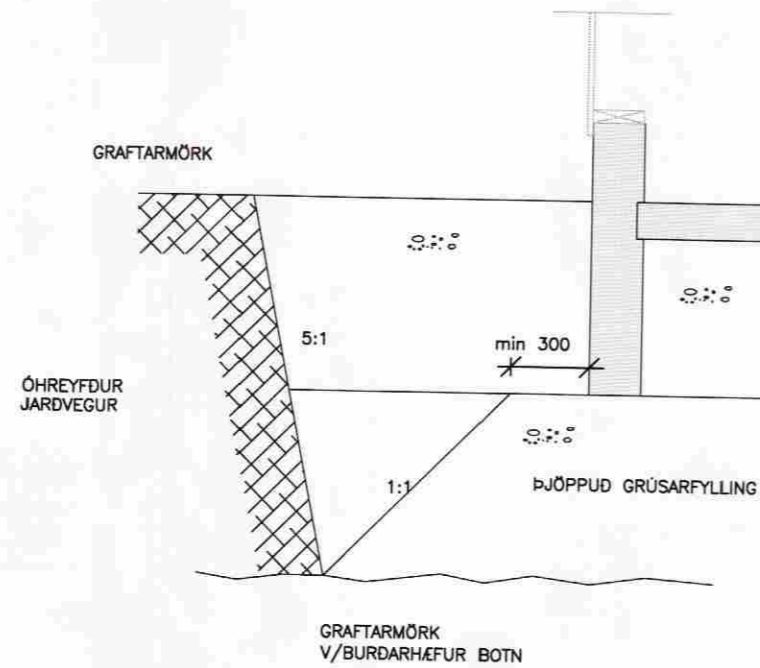 GRAFTARMÖRK
5:1
min 300
ÓHREYFÐUR
JARÐVEGUR
1:1
ÞJÖPPUÐ GRÚSARFYLLING
GRAFTARMÖRK
V/BURÐARHÆFUR BOTN